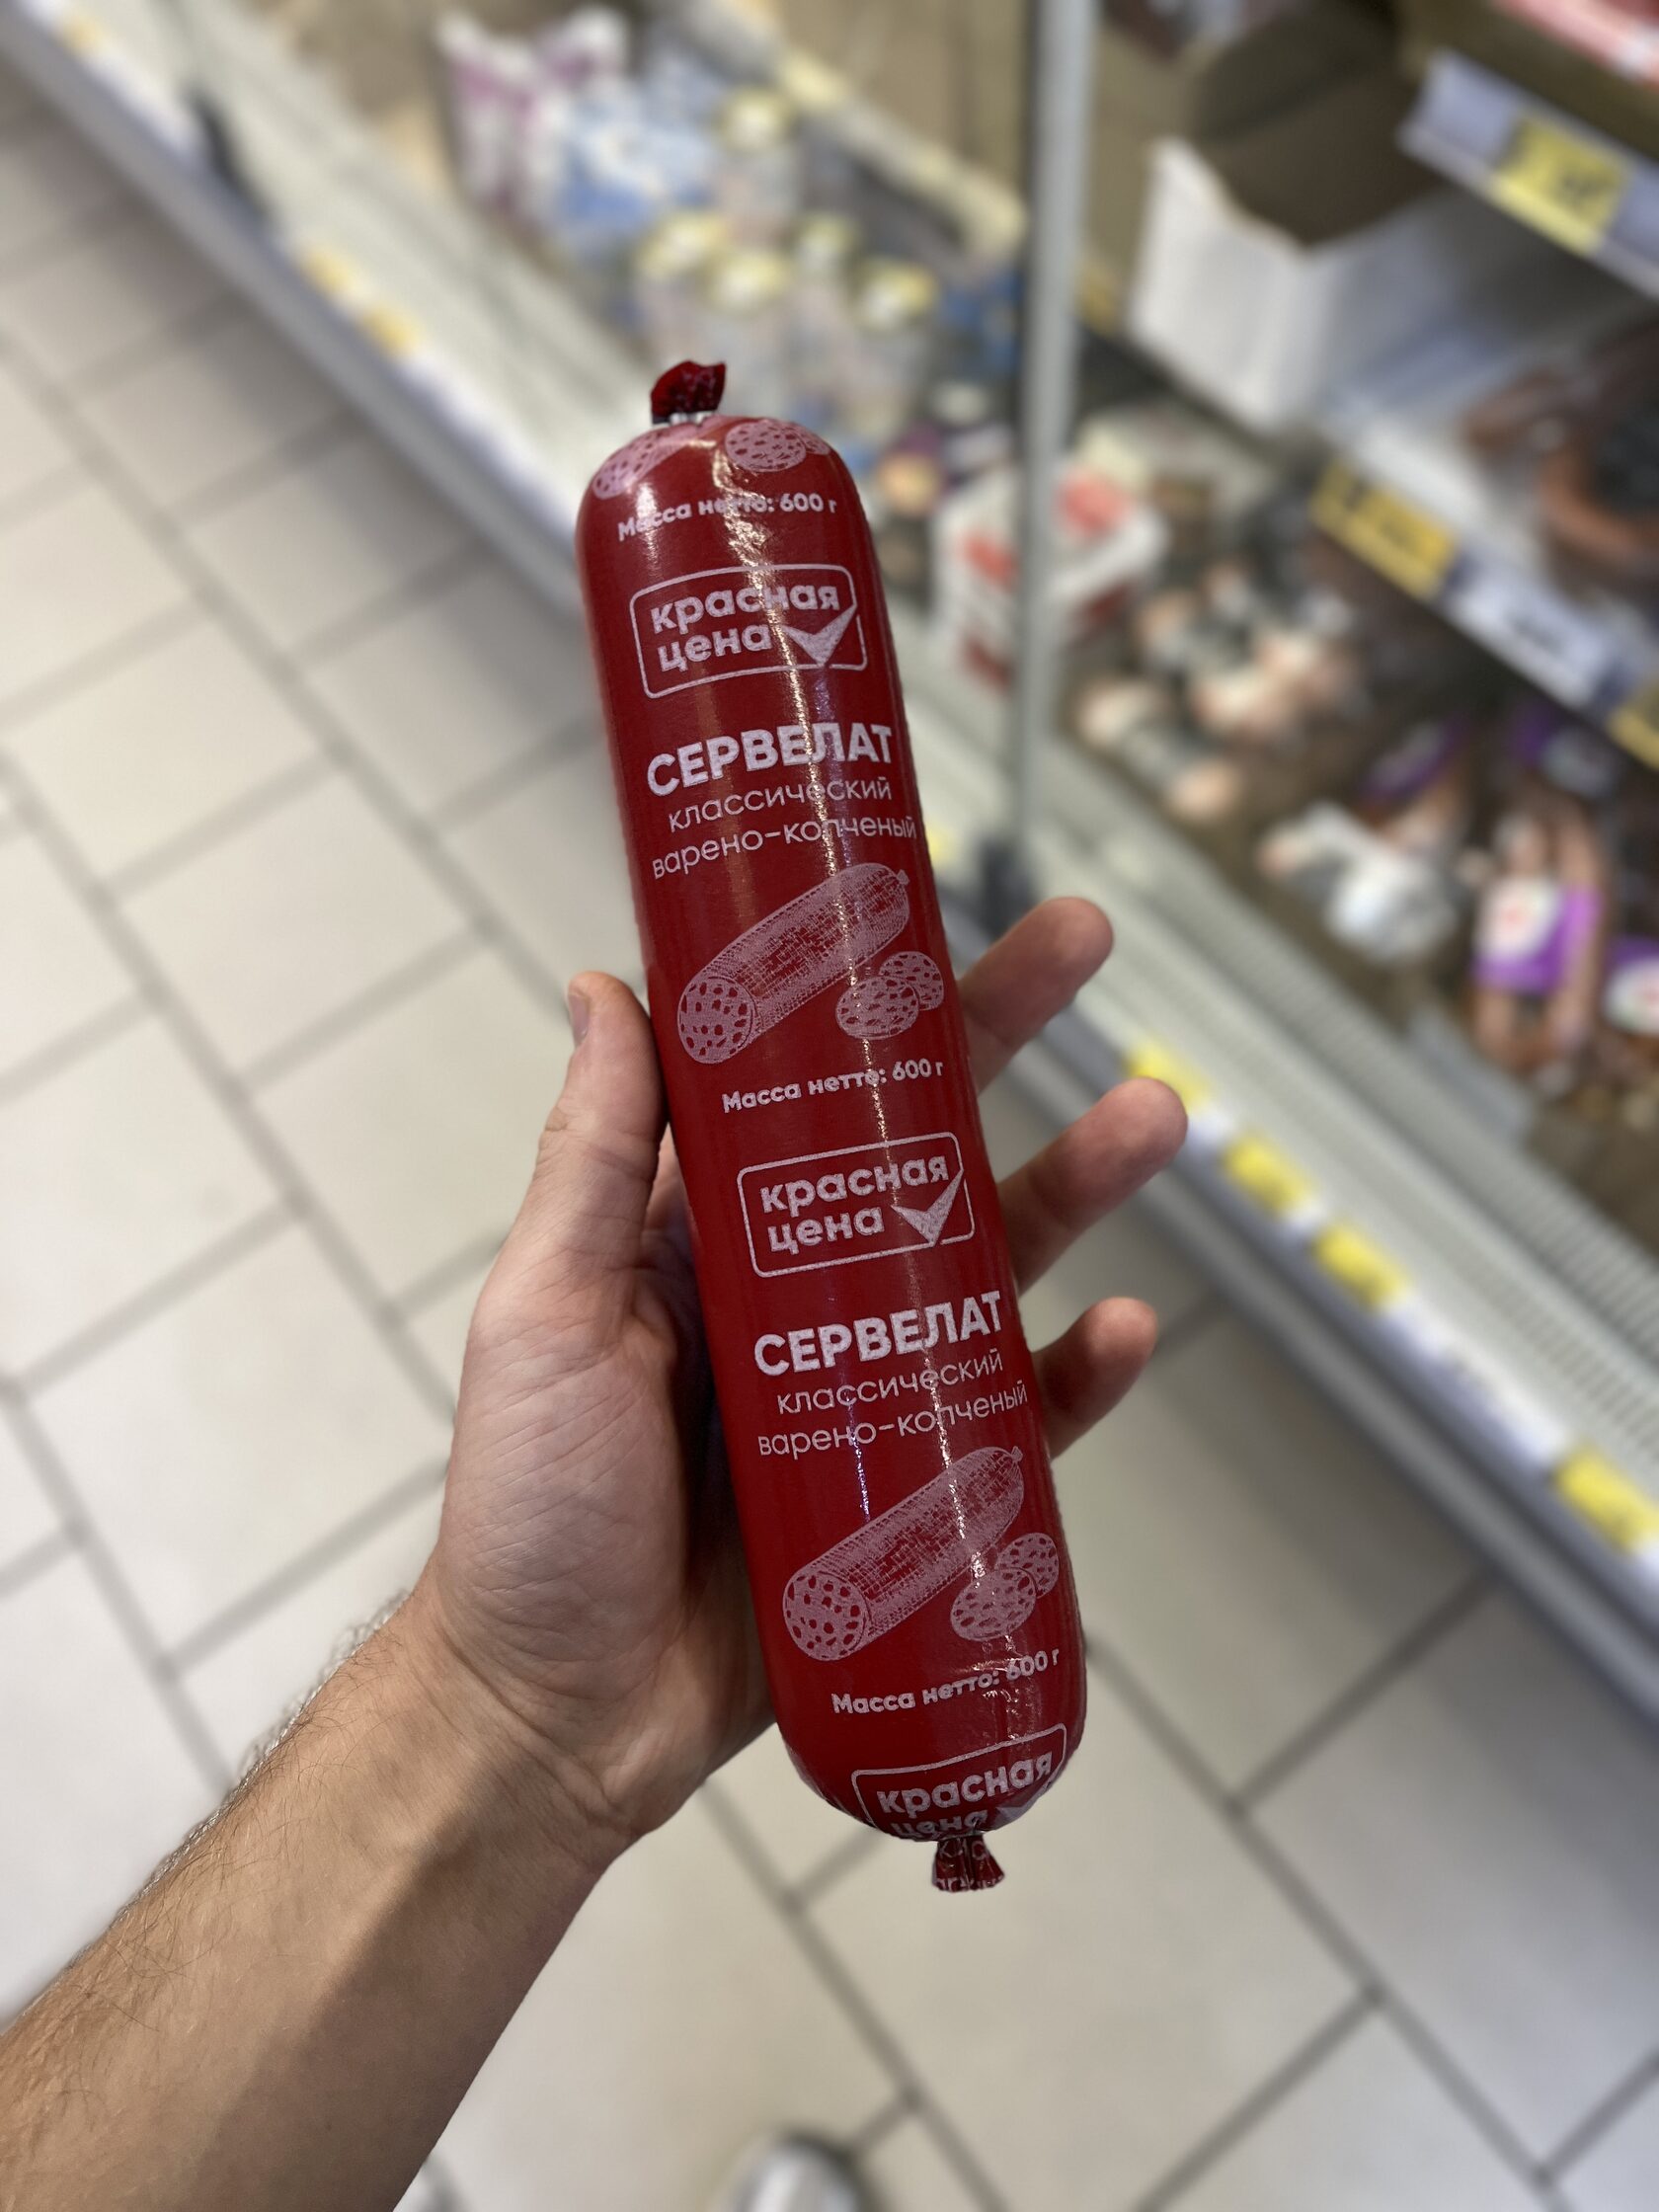 Масса нетто: 600 г
красная
цена
СЕРВЕЛАТ
классический
варено-копченый
Масса нетто: 600 г
красная
цена
СЕРВЕЛАТ
классический
варено-копченый
Масса нетто: 600 г
красная
цена